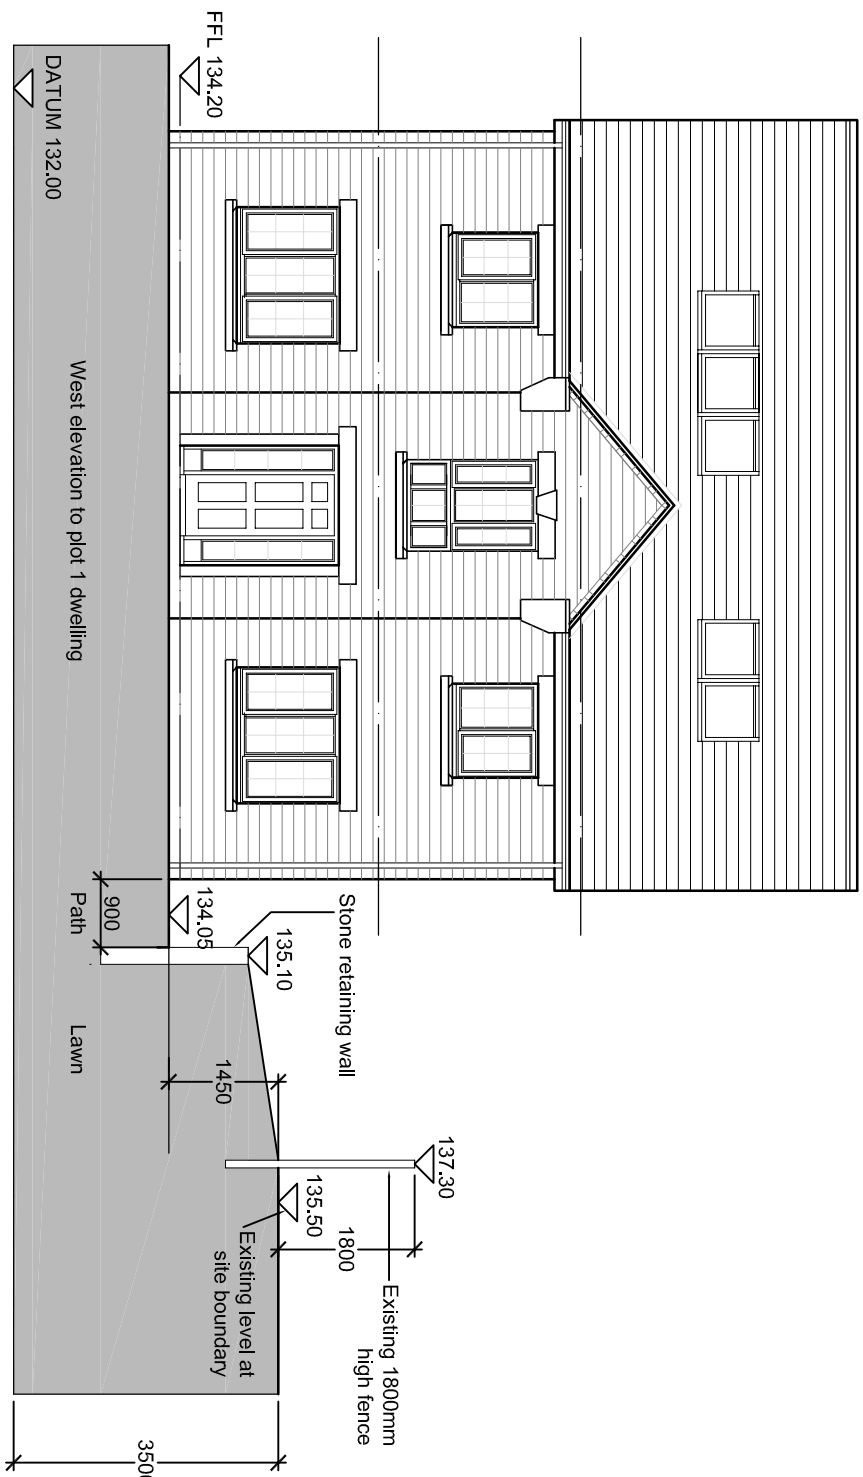 FFL 134.20
DATUM 132.00
West elevation to plot 1 dwelling
Stone retaining wall
135.10
134.05
900
Path
Lawn
1450
137.30
1800
135.50
Existing 1800mm
high fence
Existing level at
site boundary